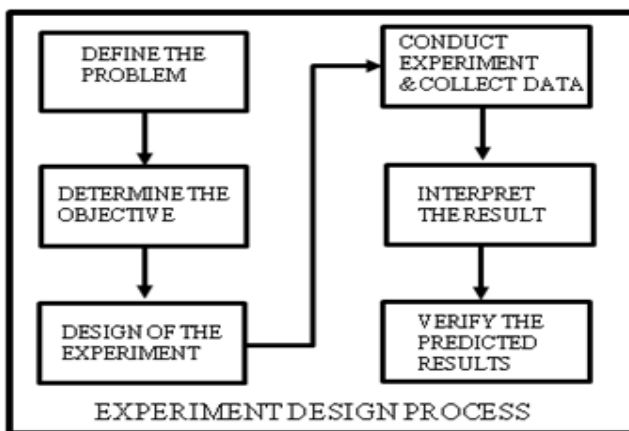 DEFINE THE
PROBLEM
DETERMINE THE
OBJECTIVE
DESIGN OF THE
EXPERIMENT
CONDUCT
EXPERIMENT
& COLLECT DATA
INTERPRET
THE RESULT
VERIFY THE
PREDICTED
RESULTS
EXPERIMENT DESIGN PROCESS